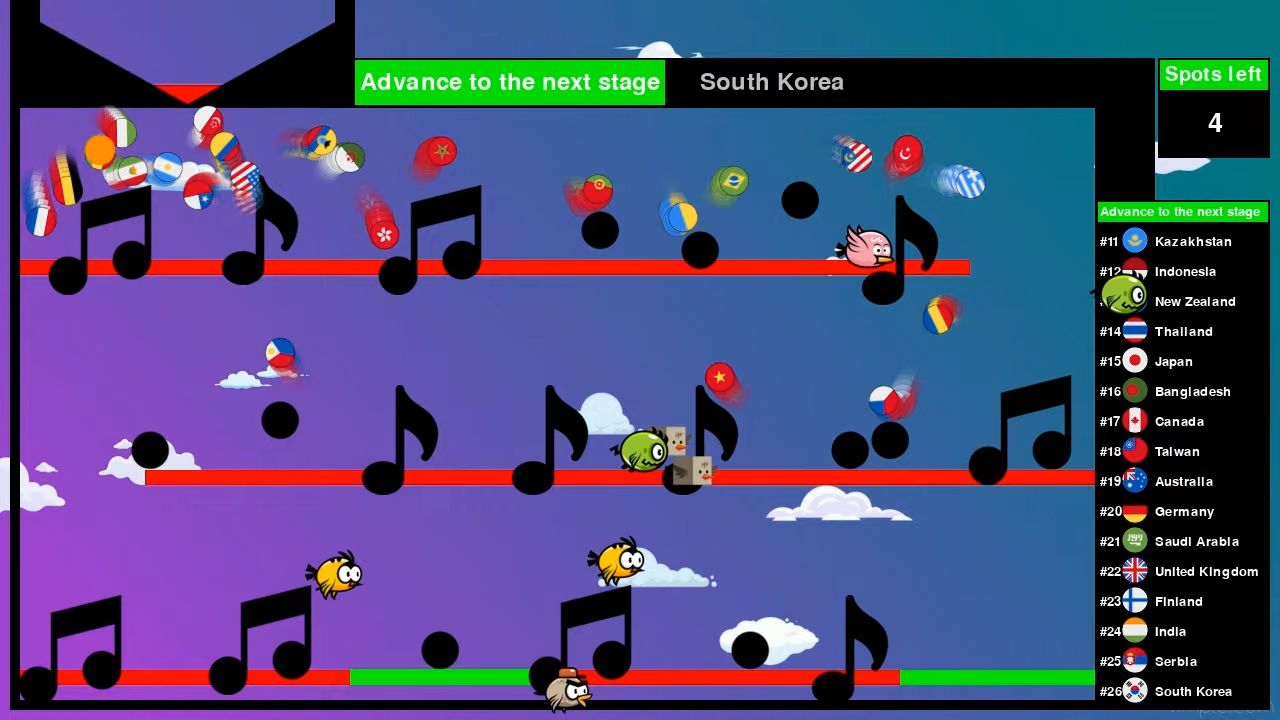 Advance to the next stage
South Korea
Spots left
4
Advance to the next stage
#11 Kazakhstan
#12 Indonesia
New Zealand
#14 Thailand
#15 Japan
#16 Bangladesh
#17 Canada
#18 Taiwan
#19 Australia
#20 Germany
#21 Saudi Arabia
#22 United Kingdom
#23 Finland
#24 India
#25 Serbia
#26 South Korea